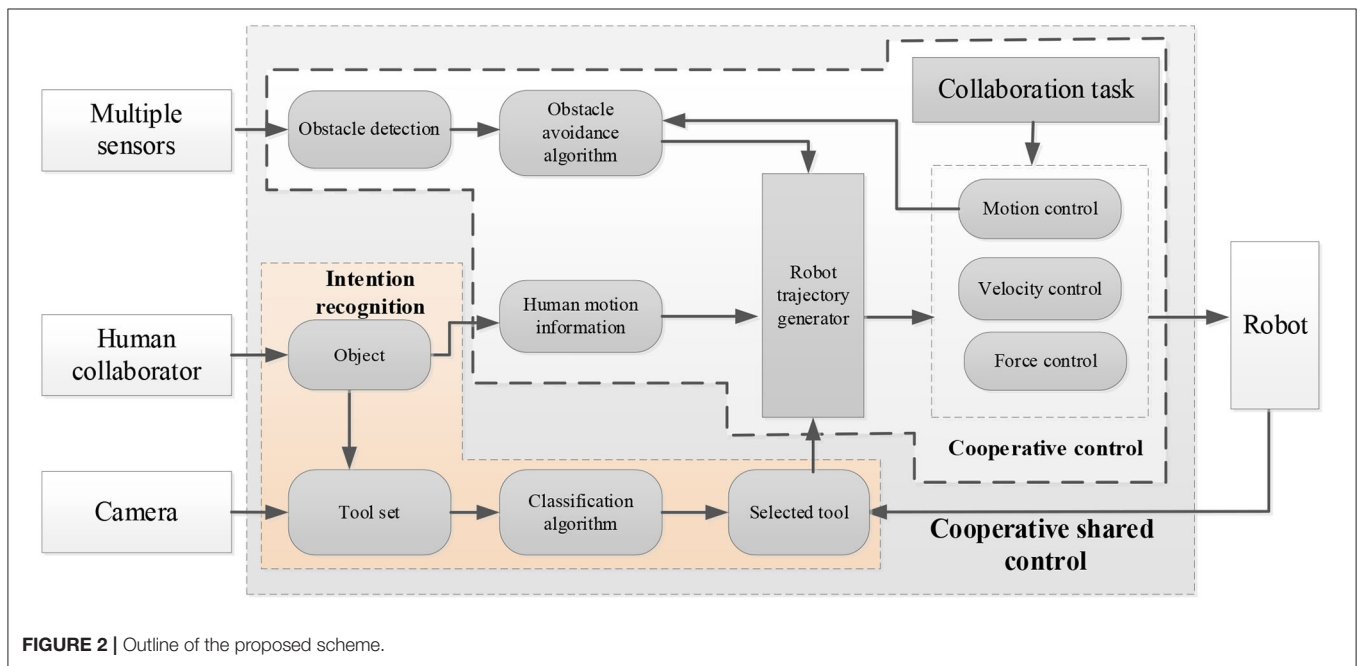 Collaboration task
Multiple
sensors
Obstacle detection
Obstacle
avoidance
algorithm
Motion control
Intention
recognition
Human motion
information
Robot
trajectory
generator
Velocity control
Robot
Human
collaborator
Object
Force control
Cooperative control
Camera
Tool set
Classification
algorithm
Selected tool
Cooperative shared
control
FIGURE 2 | Outline of the proposed scheme.